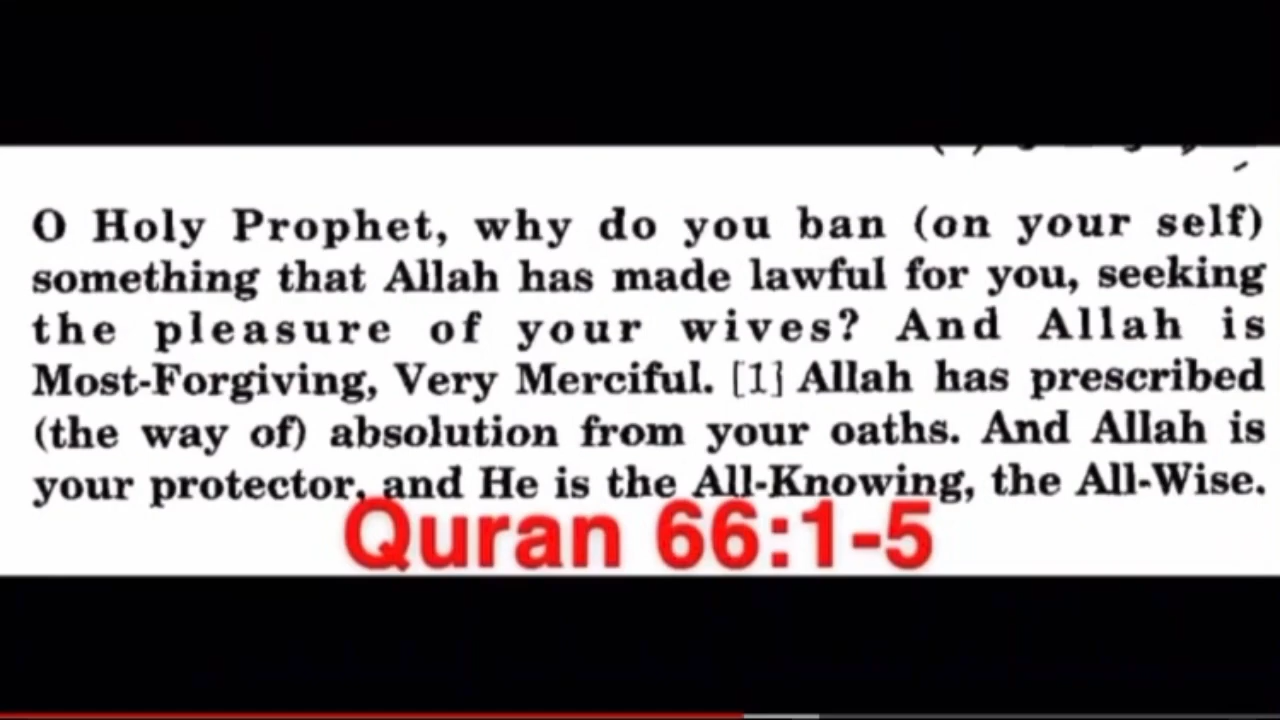 O Holy Prophet, why do you ban (on your self)
something that Allah has made lawful for you, seeking
the pleasure of your wives? And Allah is
Most-Forgiving, Very Merciful. [1] Allah has prescribed
(the way of) absolution from your oaths. And Allah is
your protector, and He is the All-Knowing, the All-Wise.
Quran 66:1-5